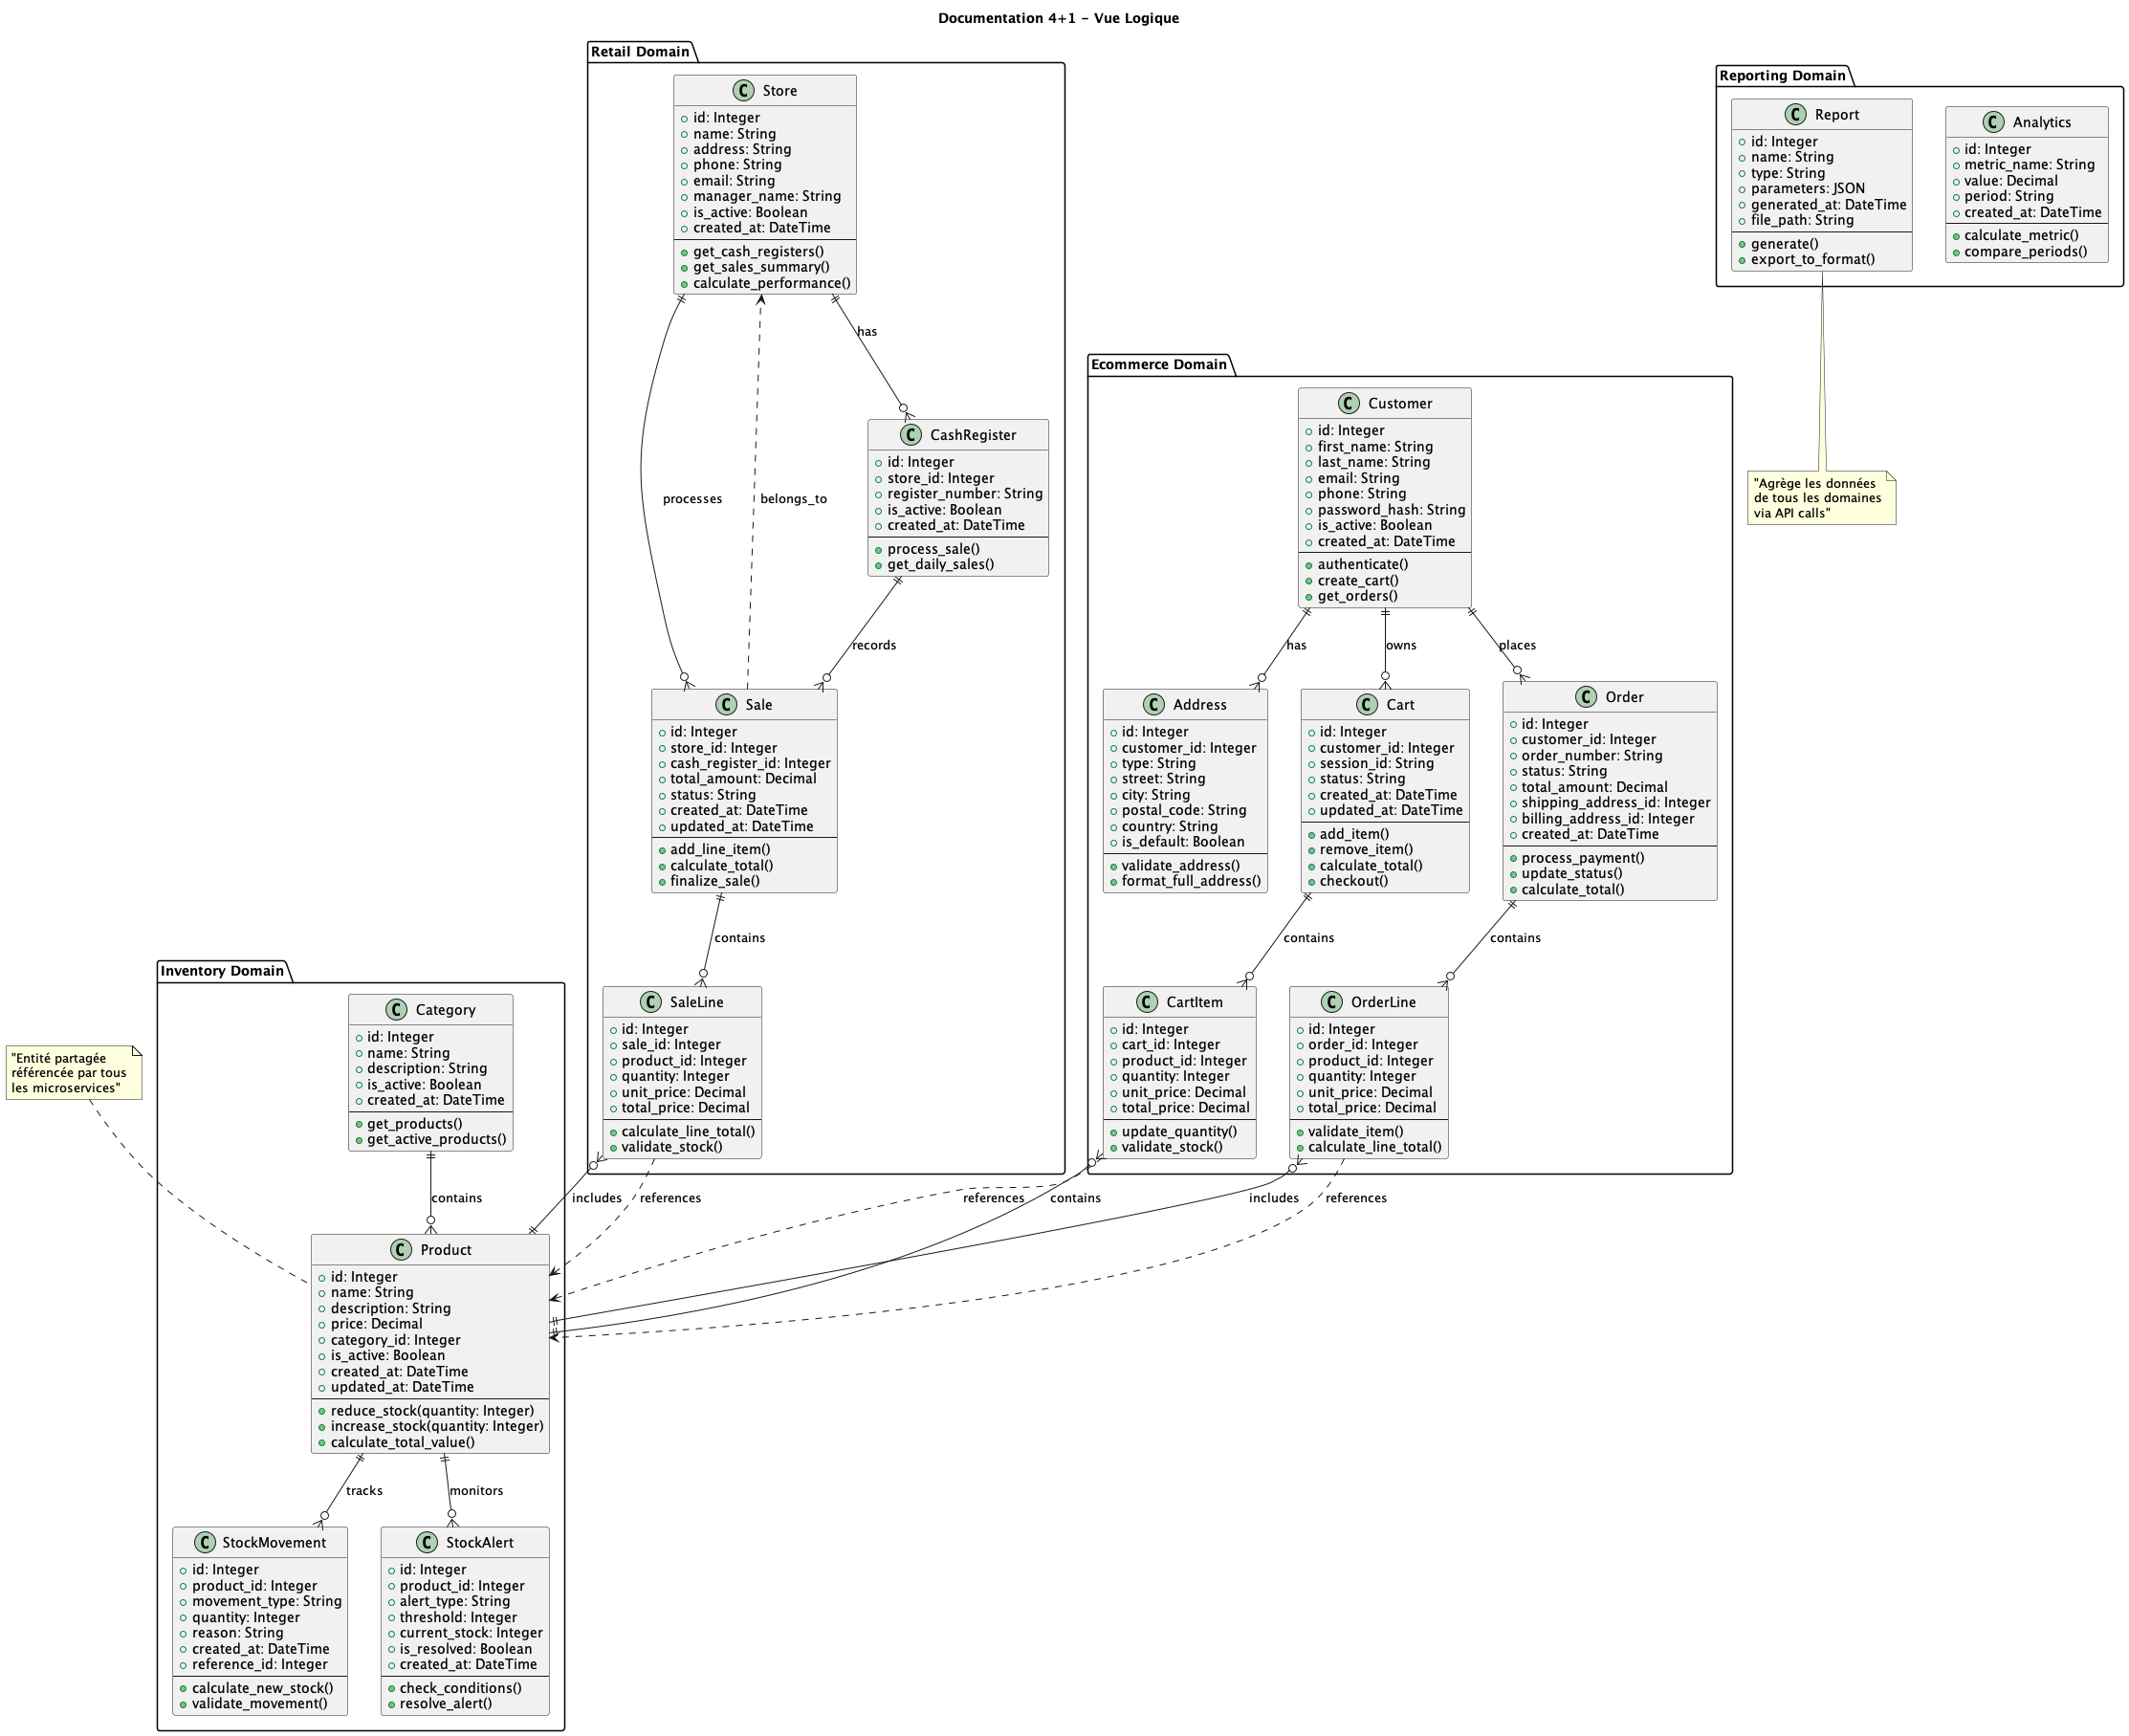 Documentation 4+1 - Vue Logique
Retail Domain
C Store
id: Integer
name: String
address: String
phone: String
email: String
manager_name: String
is_active: Boolean
created_at: DateTime
get_cash_registers()
get_sales_summary()
calculate_performance()
has
processes
belongs_to
C CashRegister
id: Integer
store_id: Integer
register_number: String
is_active: Boolean
created_at: DateTime
process_sale()
get_daily_sales()
records
C Sale
id: Integer
store_id: Integer
cash_register_id: Integer
total_amount: Decimal
status: String
created_at: DateTime
updated_at: DateTime
add_line_item()
calculate_total()
finalize_sale()
contains
C SaleLine
id: Integer
sale_id: Integer
product_id: Integer
quantity: Integer
unit_price: Decimal
total_price: Decimal
calculate_line_total()
validate_stock()
Reporting Domain
C Report
id: Integer
name: String
type: String
parameters: JSON
generated_at: DateTime
file_path: String
generate()
export_to_format()
C Analytics
id: Integer
metric_name: String
value: Decimal
period: String
created_at: DateTime
calculate_metric()
compare_periods()
"Agrège les données
de tous les domaines
via API calls"
Ecommerce Domain
C Customer
id: Integer
first_name: String
last_name: String
email: String
phone: String
password_hash: String
is_active: Boolean
created_at: DateTime
authenticate()
create_cart()
get_orders()
has
owns
places
C Address
id: Integer
customer_id: Integer
type: String
street: String
city: String
postal_code: String
country: String
is_default: Boolean
validate_address()
format_full_address()
C Cart
id: Integer
customer_id: Integer
session_id: String
status: String
created_at: DateTime
updated_at: DateTime
add_item()
remove_item()
calculate_total()
checkout()
C Order
id: Integer
customer_id: Integer
order_number: String
status: String
total_amount: Decimal
shipping_address_id: Integer
billing_address_id: Integer
created_at: DateTime
process_payment()
update_status()
calculate_total()
contains
contains
C CartItem
id: Integer
cart_id: Integer
product_id: Integer
quantity: Integer
unit_price: Decimal
total_price: Decimal
update_quantity()
validate_stock()
C OrderLine
id: Integer
order_id: Integer
product_id: Integer
quantity: Integer
unit_price: Decimal
total_price: Decimal
validate_item()
calculate_line_total()
Inventory Domain
C Category
id: Integer
name: String
description: String
is_active: Boolean
created_at: DateTime
get_products()
get_active_products()
"Entité partagée
référencée par tous
les microservices"
contains
includes
references
references
contains
includes
references
C Product
id: Integer
name: String
description: String
price: Decimal
category_id: Integer
is_active: Boolean
created_at: DateTime
updated_at: DateTime
reduce_stock(quantity: Integer)
increase_stock(quantity: Integer)
calculate_total_value()
tracks
monitors
C StockMovement
id: Integer
product_id: Integer
movement_type: String
quantity: Integer
reason: String
created_at: DateTime
reference_id: Integer
calculate_new_stock()
validate_movement()
C StockAlert
id: Integer
product_id: Integer
alert_type: String
threshold: Integer
current_stock: Integer
is_resolved: Boolean
created_at: DateTime
check_conditions()
resolve_alert()